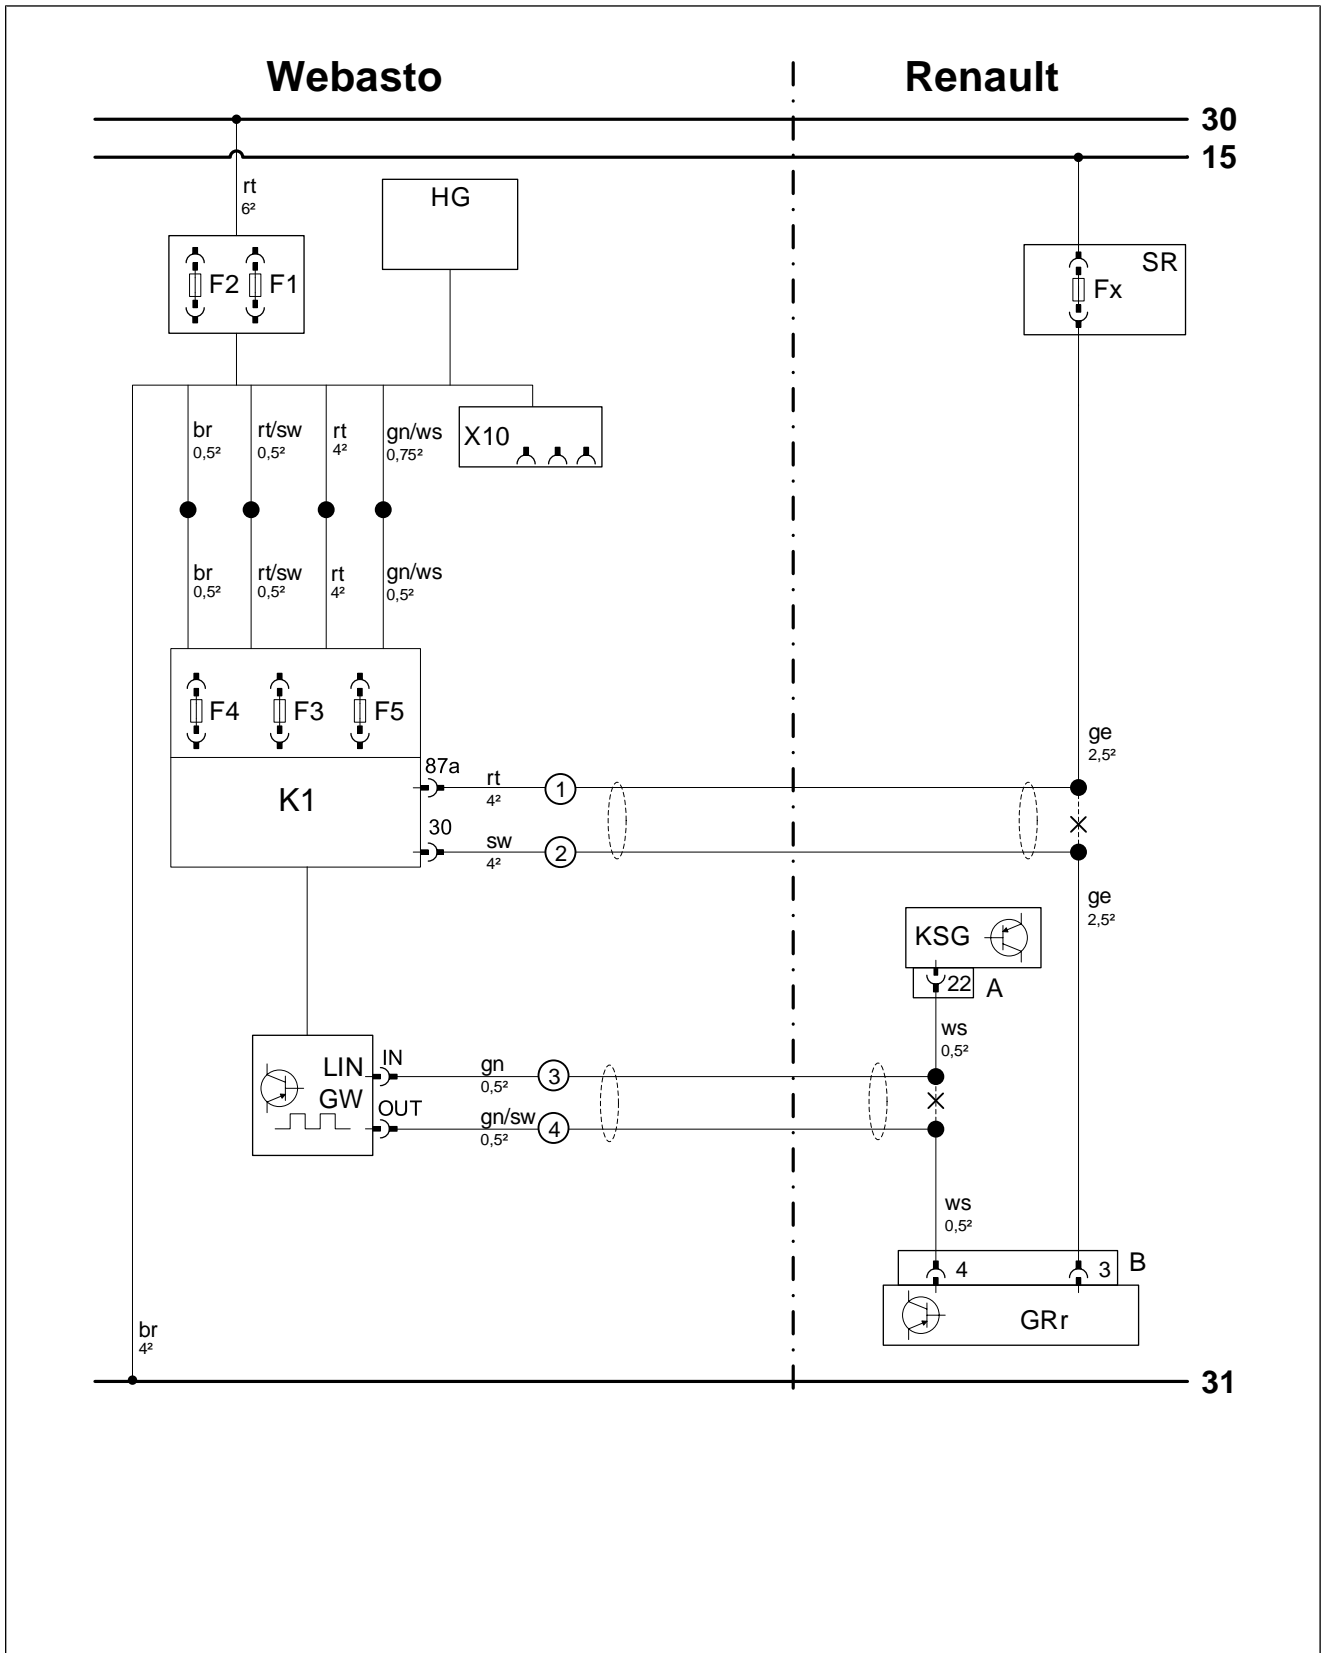 Webasto
Renault
30
15
rt
6²
HG
SR
F2
F1
Fx
br
0,5²
rt/sw
0,5²
rt
4²
gn/ws
0,75²
X10
br
0,5²
rt/sw
0,5²
rt
4²
gn/ws
0,5²
F4
F3
F5
ge
2,5²
87a
rt
4²
1
K1
30
sw
4²
2
ge
2,5²
KSG
22
A
ws
0,5²
LIN
GW
IN
gn
0,5²
3
OUT
gn/sw
0,5²
4
ws
0,5²
4
3
B
GRr
br
4²
31